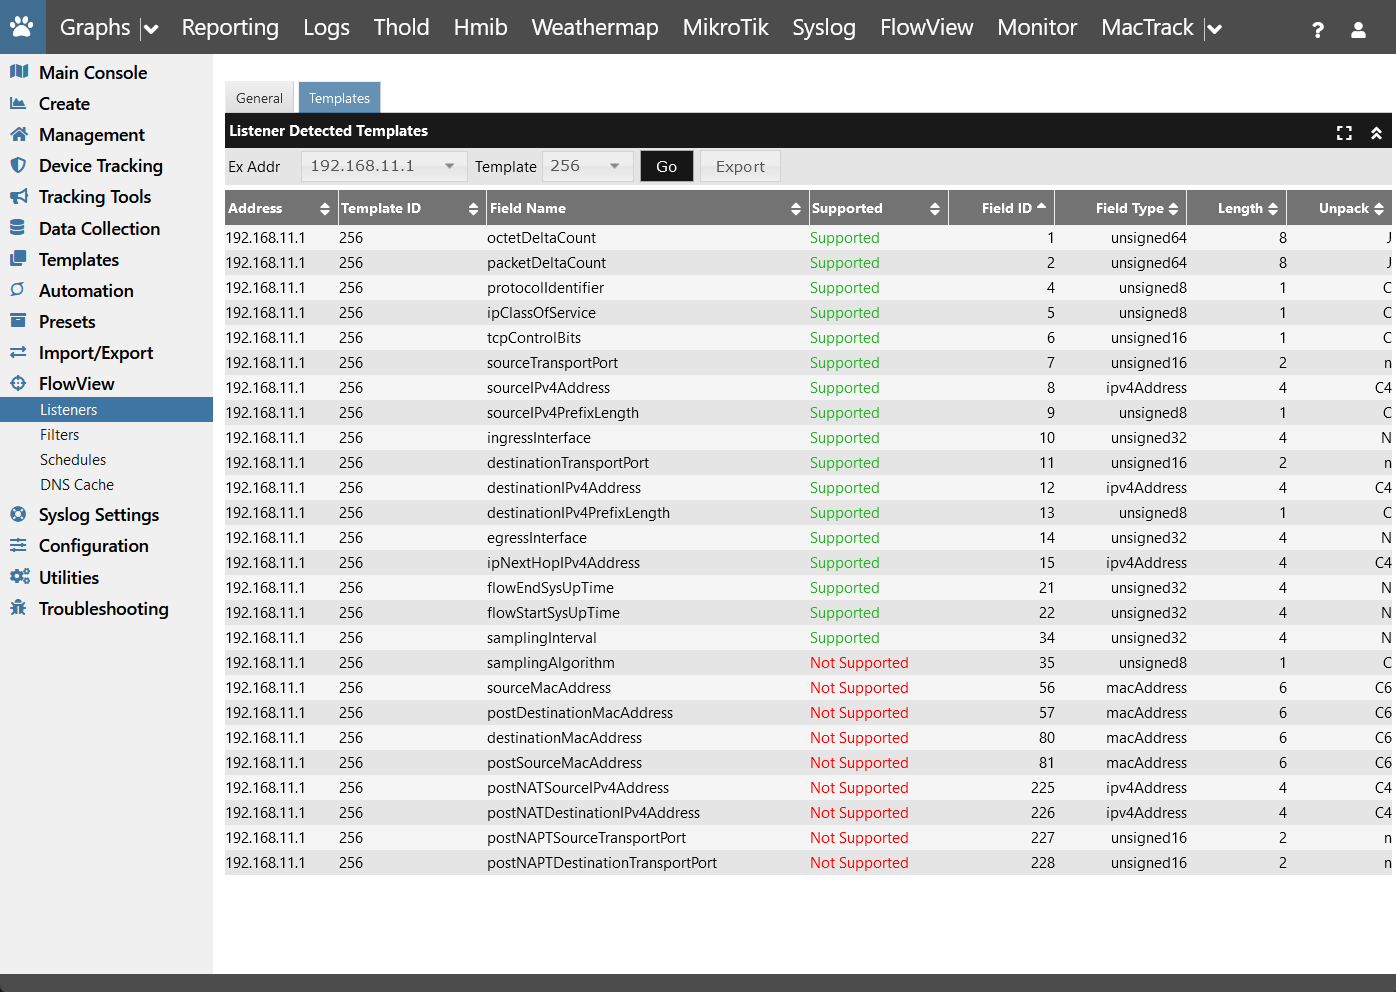 Graphs Reporting Logs Thold Hmib Weathermap MikroTik Syslog FlowView Monitor MacTrack ?
Main Console
Create
Management
Device Tracking
Tracking Tools
Data Collection
Templates
Automation
Presets
Import/Export
FlowView
Listeners
Filters
Schedules
DNS Cache
Syslog Settings
Configuration
Utilities
Troubleshooting
General Templates
Listener Detected Templates
Ex Addr 192.168.11.1 Template 256 Go Export
Address Template ID Field Name Supported Field ID Field Type Length Unpack
192.168.11.1 256 octetDeltaCount Supported 1 unsigned64 8 J
192.168.11.1 256 packetDeltaCount Supported 2 unsigned64 8 J
192.168.11.1 256 protocolIdentifier Supported 4 unsigned8 1 C
192.168.11.1 256 ipClassOfService Supported 5 unsigned8 1 C
192.168.11.1 256 tcpControlBits Supported 6 unsigned16 1 C
192.168.11.1 256 sourceTransportPort Supported 7 unsigned16 2 n
192.168.11.1 256 sourceIPv4Address Supported 8 ipv4Address 4 C4
192.168.11.1 256 sourceIPv4PrefixLength Supported 9 unsigned8 1 C
192.168.11.1 256 ingressInterface Supported 10 unsigned32 4 N
192.168.11.1 256 destinationTransportPort Supported 11 unsigned16 2 n
192.168.11.1 256 destinationIPv4Address Supported 12 ipv4Address 4 C4
192.168.11.1 256 destinationIPv4PrefixLength Supported 13 unsigned8 1 C
192.168.11.1 256 egressInterface Supported 14 unsigned32 4 N
192.168.11.1 256 ipNextHopIPv4Address Supported 15 ipv4Address 4 C4
192.168.11.1 256 flowEndSysUpTime Supported 21 unsigned32 4 N
192.168.11.1 256 flowStartSysUpTime Supported 22 unsigned32 4 N
192.168.11.1 256 samplingInterval Supported 34 unsigned32 4 N
192.168.11.1 256 samplingAlgorithm Not Supported 35 unsigned8 1 C
192.168.11.1 256 sourceMacAddress Not Supported 56 macAddress 6 C6
192.168.11.1 256 postDestinationMacAddress Not Supported 57 macAddress 6 C6
192.168.11.1 256 destinationMacAddress Not Supported 80 macAddress 6 C6
192.168.11.1 256 postSourceMacAddress Not Supported 81 macAddress 6 C6
192.168.11.1 256 postNATSourceIPv4Address Not Supported 225 ipv4Address 4 C4
192.168.11.1 256 postNATDestinationIPv4Address Not Supported 226 ipv4Address 4 C4
192.168.11.1 256 postNAPTSourceTransportPort Not Supported 227 unsigned16 2 n
192.168.11.1 256 postNAPTDestinationTransportPort Not Supported 228 unsigned16 2 n